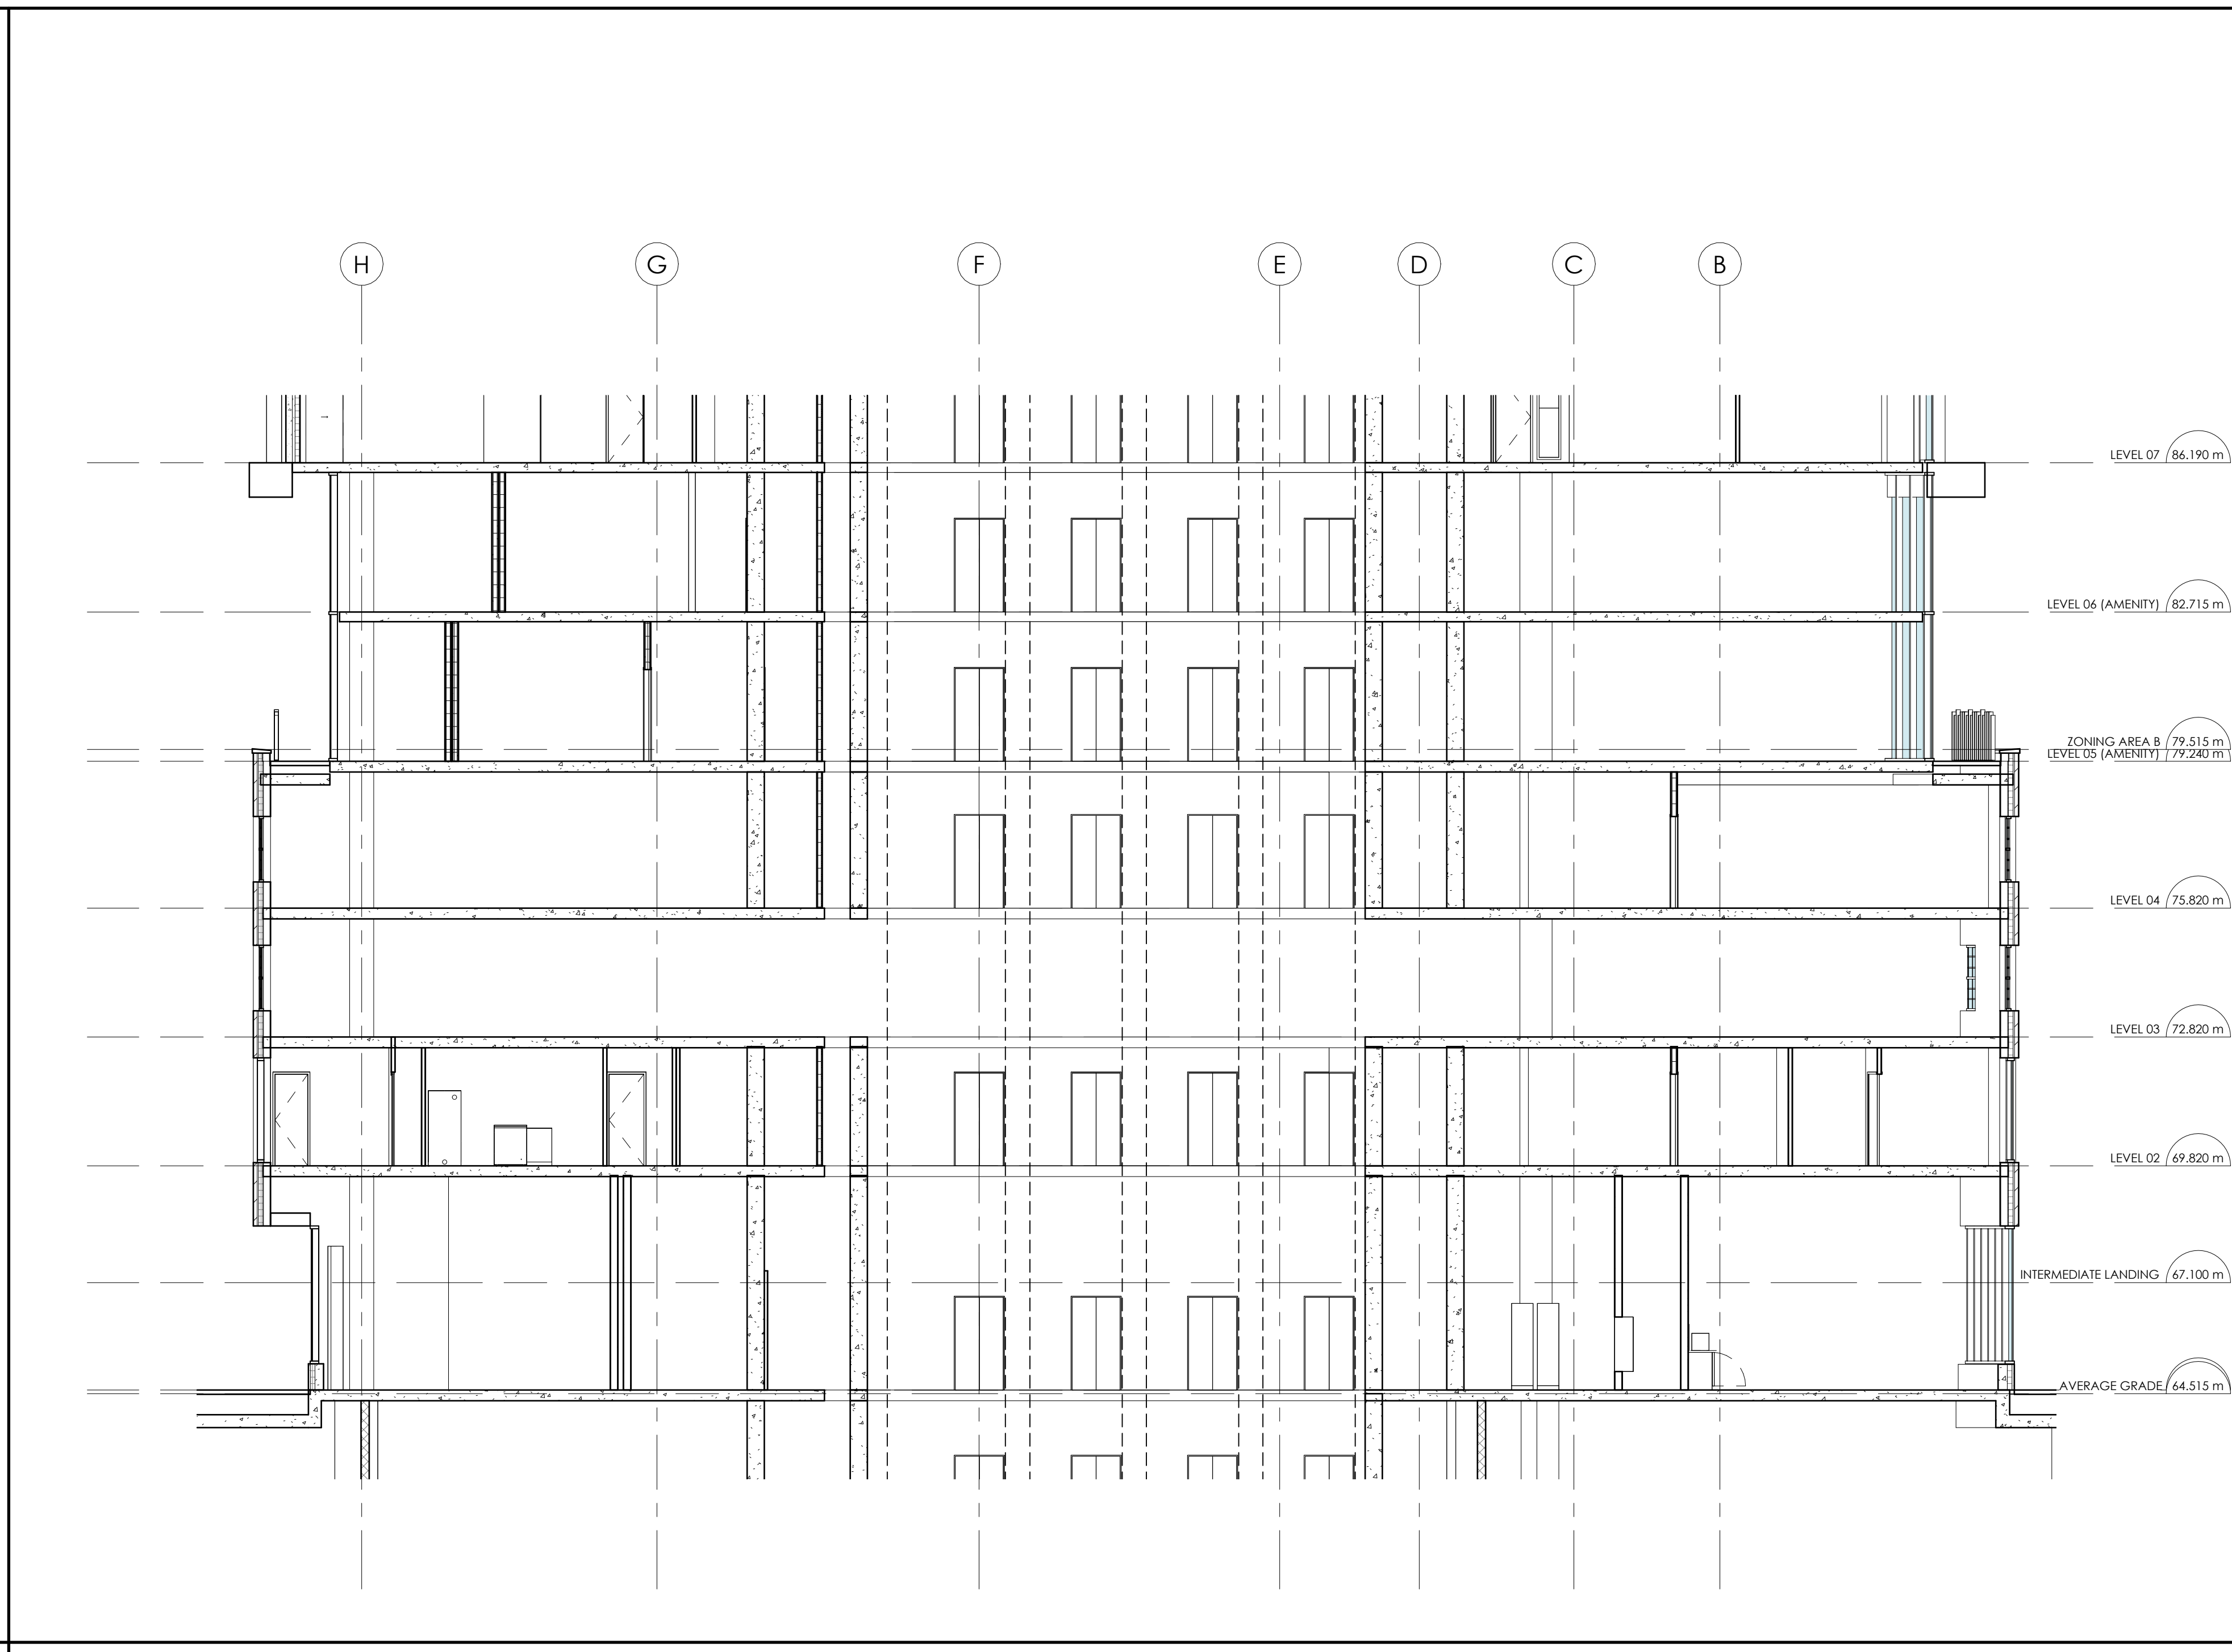 H G F E D C B
LEVEL 07 86.190 m
LEVEL 06 (AMENITY) 82.715 m
ZONING AREA B 79.515 m
LEVEL 05 (AMENITY) 79.240 m
LEVEL 04 75.820 m
LEVEL 03 72.820 m
LEVEL 02 69.820 m
INTERMEDIATE LANDING 67.100 m
AVERAGE GRADE 64.515 m